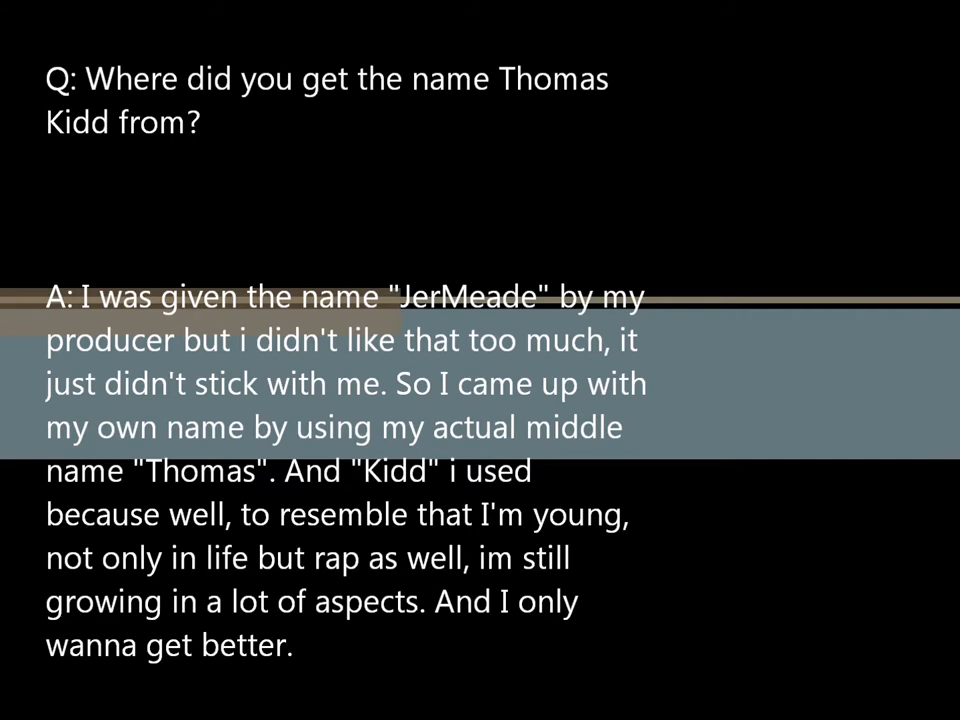 Q: Where did you get the name Thomas
Kidd from?
A: I was given the name "JerMeade" by my
producer but i didn't like that too much, it
just didn't stick with me. So I came up with
my own name by using my actual middle
name "Thomas". And "Kidd" i used
because well, to resemble that I'm young,
not only in life but rap as well, im still
growing in a lot of aspects. And I only
wanna get better.